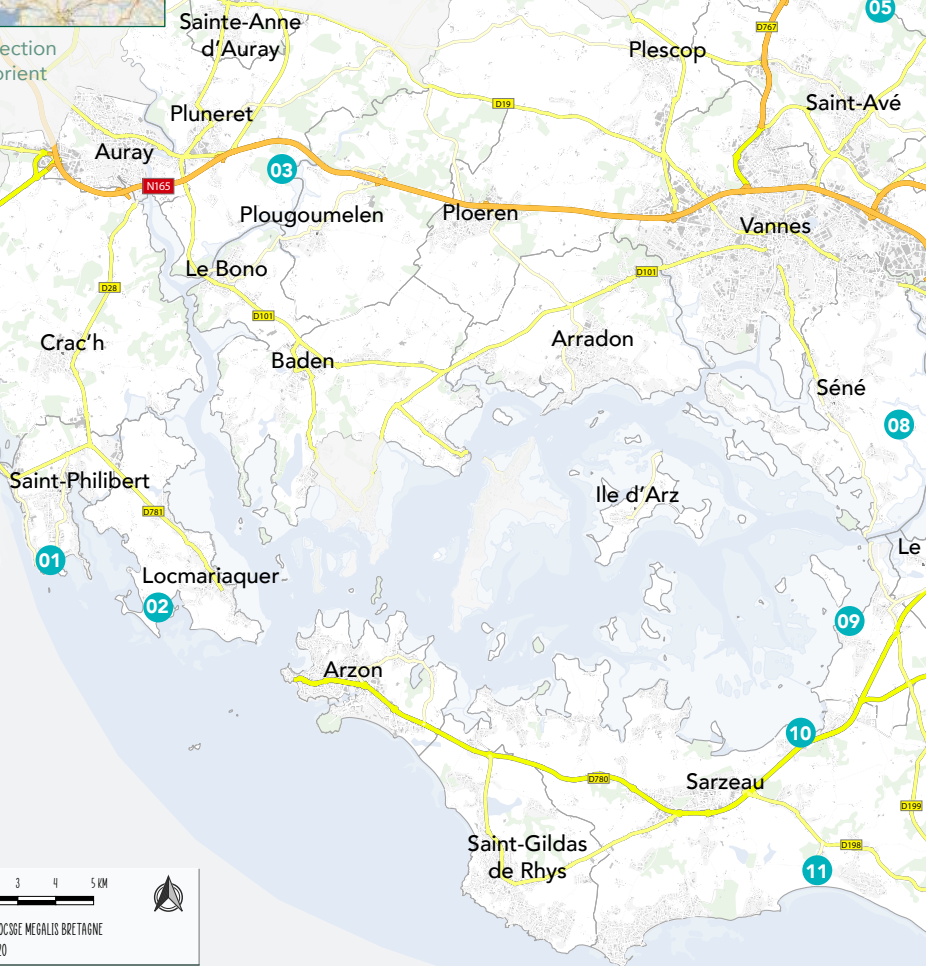 05
Sainte-Anne
d'Auray
D767
Plescop
ection
orient
D19
Saint-Avé
Pluneret
Auray
03
N165
Plougoumelen
Ploeren
Vannes
Le Bono
D101
D28
D101
Crac'h
Arradon
Baden
Séné
08
Saint-Philibert
Ile d'Arz
D781
Le
01
Locmariaquer
02
09
Arzon
10
D780
Sarzeau
D199
Saint-Gildas
de Rhys
D198
11
3 4 5 KM
OCSGE MEGALIS BRETAGNE
20